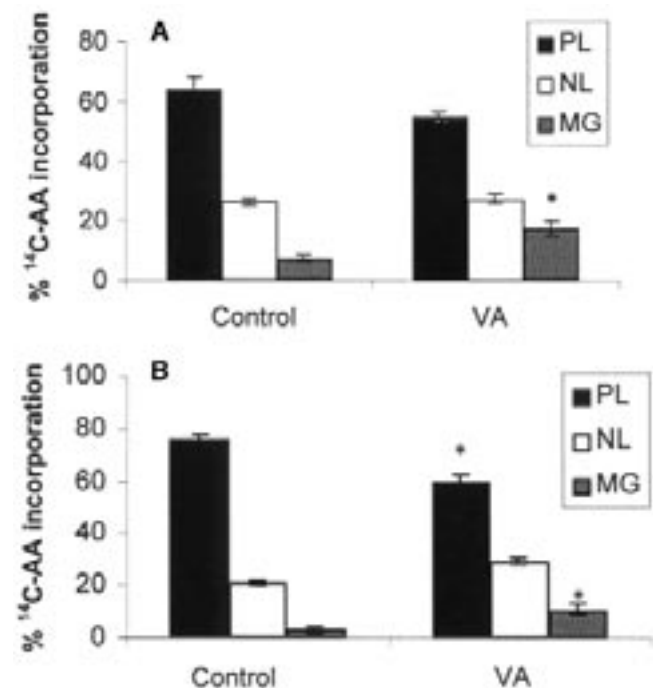 A
% ¹⁴C-AA incorporation
80
60
40
20
0
PL
NL
MG
*
Control
VA
B
% ¹⁴C-AA incorporation
100
80
60
40
20
0
PL
NL
MG
*
*
Control
VA